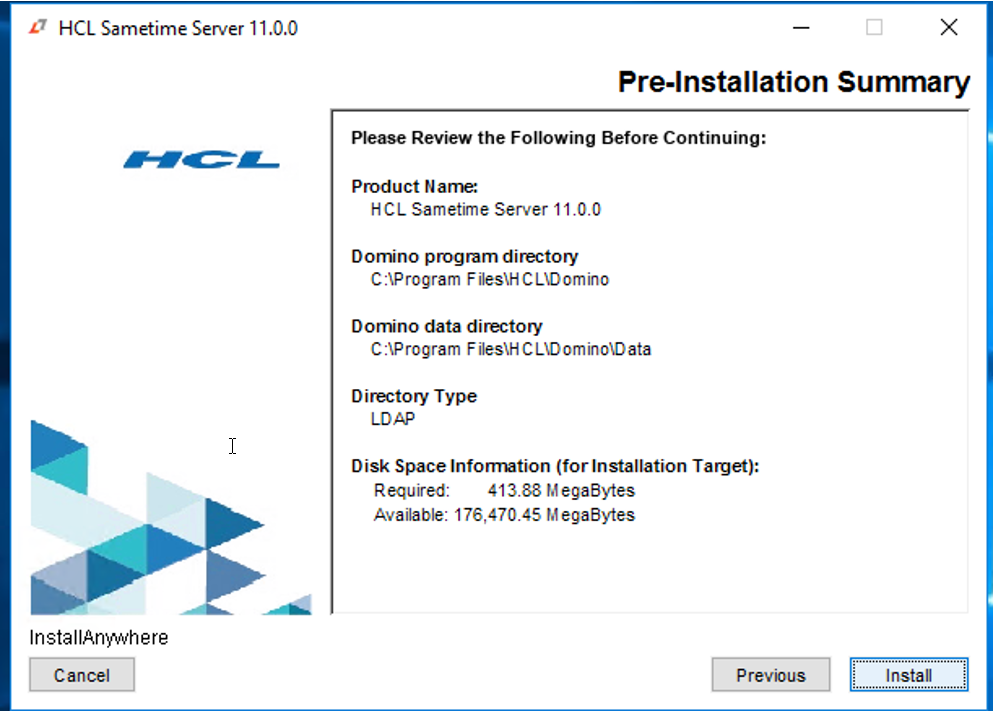 HCL Sametime Server 11.0.0
Pre-Installation Summary
HCL
Please Review the Following Before Continuing:
Product Name:
HCL Sametime Server 11.0.0
Domino program directory
C:\Program Files\HCL\Domino
Domino data directory
C:\Program Files\HCL\Domino\Data
Directory Type
LDAP
Disk Space Information (for Installation Target):
Required: 413.88 MegaBytes
Available: 176,470.45 MegaBytes
InstallAnywhere
Cancel Previous Install